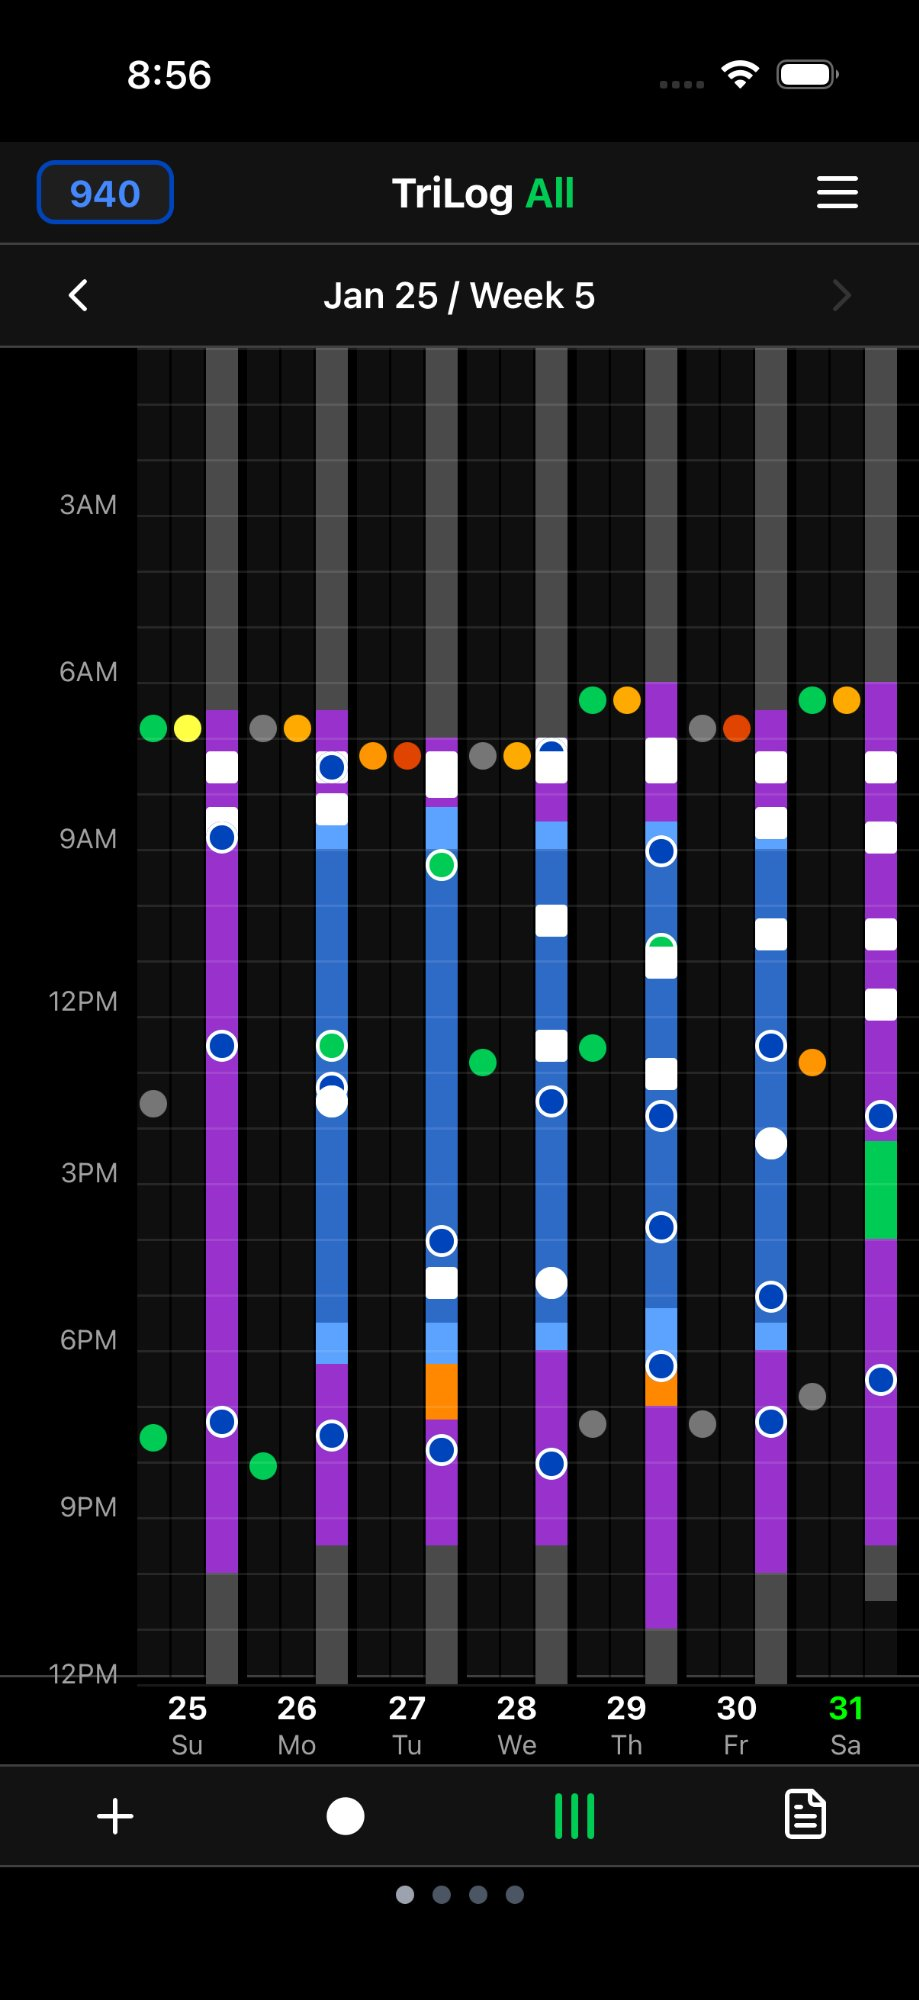 8:56
940
TriLog All
Jan 25 / Week 5
3AM
6AM
9AM
12PM
3PM
6PM
9PM
12PM
25 26 27 28 29 30 31
Su Mo Tu We Th Fr Sa